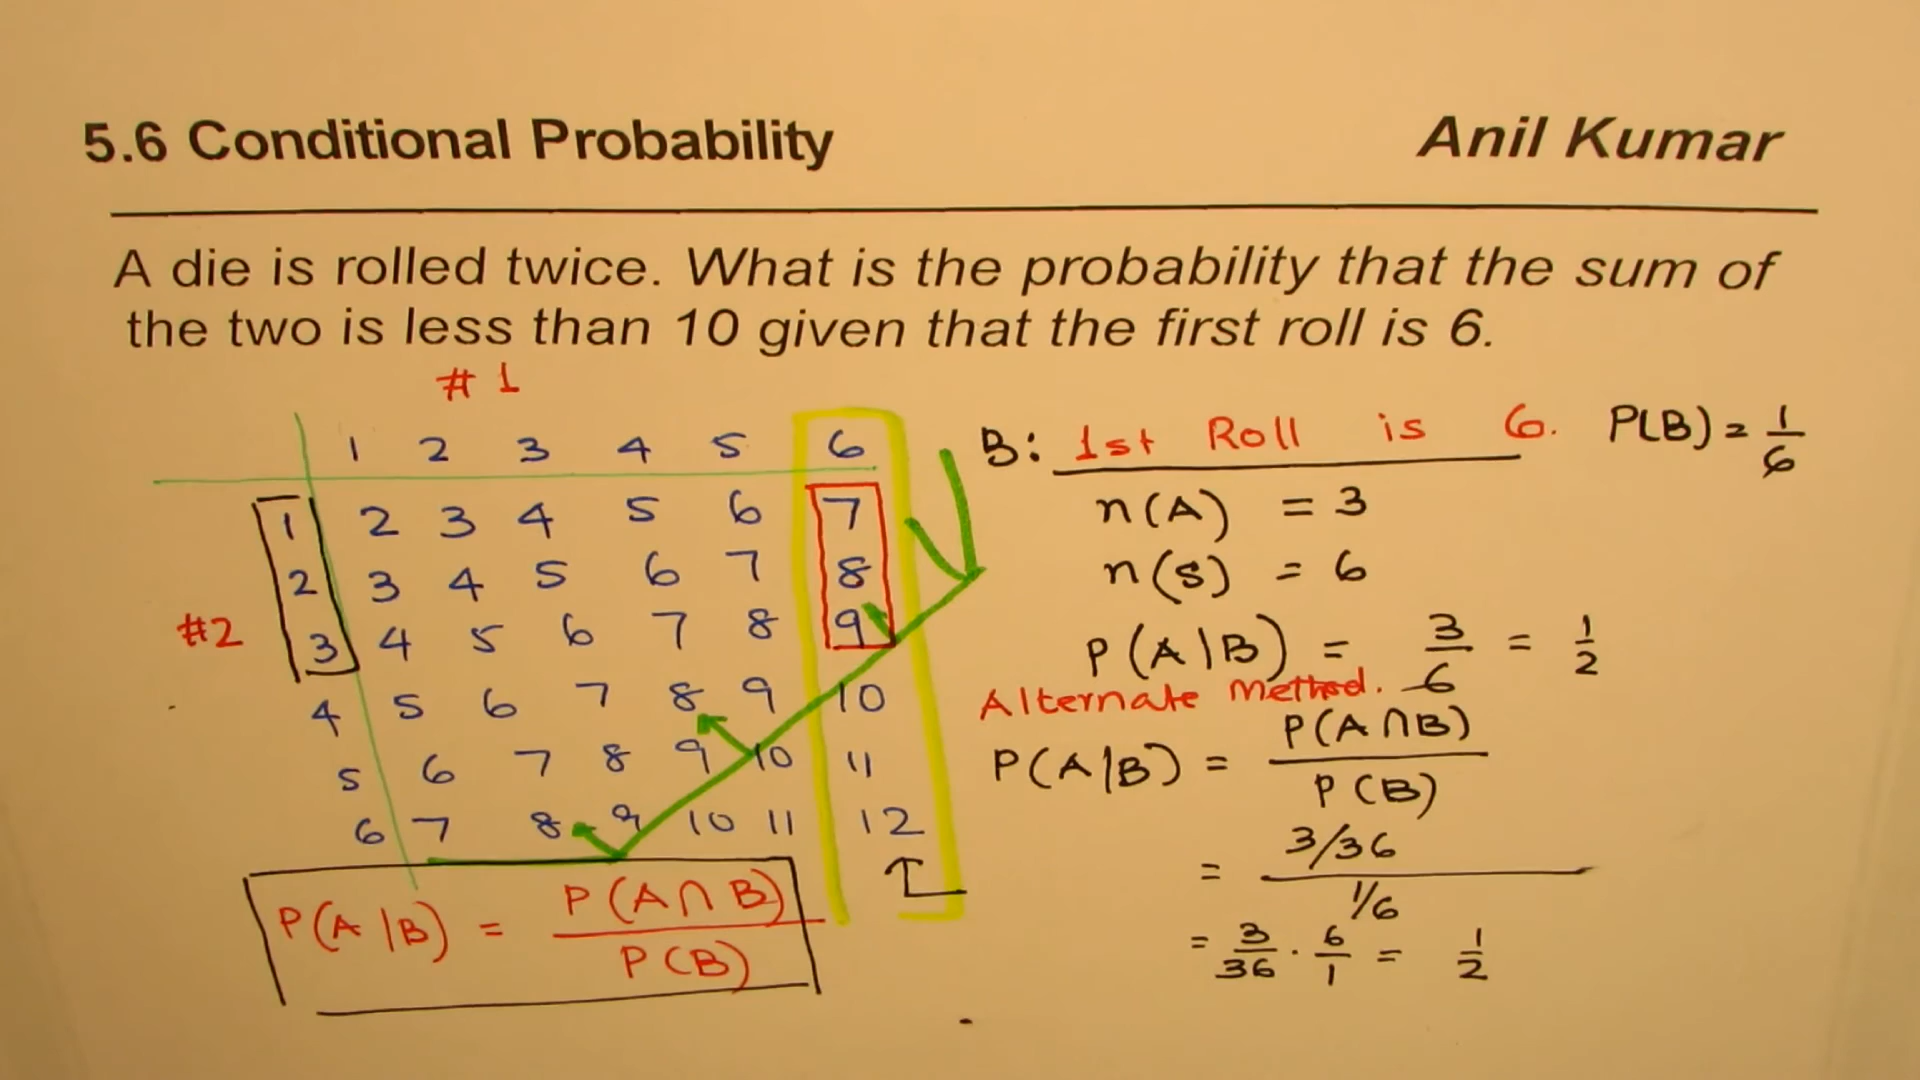 5.6 Conditional Probability Anil Kumar
A die is rolled twice. What is the probability that the sum of
the two is less than 10 given that the first roll is 6.
# 1
1 2 3 4 5 6
1 2 3 4 5 6 7
2 3 4 5 6 7 8
#2
3 4 5 6 7 8 9
4 5 6 7 8 9 10
5 6 7 8 9 10 11
6 7 8 9 10 11 12
P(A|B) = P(A∩B) / P(B)
B: 1st Roll is 6. P(B) = 1/6
n(A) = 3
n(S) = 6
P(A|B) = 3/6 = 1/2
Alternate Method.
P(A|B) = P(A∩B) / P(B)
= 3/36 / 1/6
= 3/36 · 6/1 = 1/2